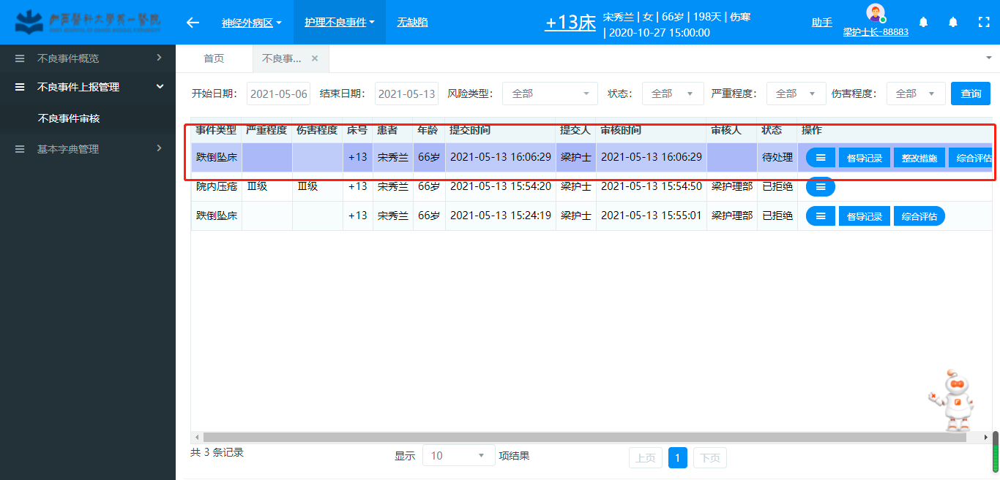 广西医科大学第一医院
神经外病区
护理不良事件
无缺陷
+13床
宋秀兰 | 女 | 66岁 | 198天 | 伤寒
| 2020-10-27 15:00:00
助手
梁护士长-88883
不良事件概览
不良事件上报管理
不良事件审核
基本字典管理
首页 不良事...
开始日期： 2021-05-06 结束日期： 2021-05-13 风险类型： 全部 状态： 全部 严重程度： 全部 伤害程度： 全部 查询
事件类型 严重程度 伤害程度 床号 患者 年龄 提交时间 提交人 审核时间 审核人 状态 操作
跌倒坠床 +13 宋秀兰 66岁 2021-05-13 16:06:29 梁护士 2021-05-13 16:06:29 待处理 督导记录 整改措施 综合评估
院内压疮 Ⅲ级 Ⅲ级 +13 宋秀兰 66岁 2021-05-13 15:54:20 梁护士 2021-05-13 15:54:50 梁护理部 已拒绝
跌倒坠床 +13 宋秀兰 66岁 2021-05-13 15:24:19 梁护士 2021-05-13 15:55:01 梁护理部 已拒绝 督导记录 综合评估
共 3 条记录 显示 10 项结果 上页 1 下页